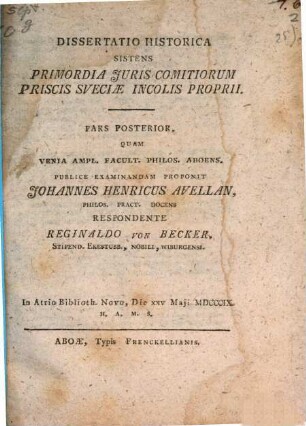 DISSERTATIO HISTORICA
SISTENS
PRIMORDIA JURIS COMITIORUM
PRISCIS SVECIÆ INCOLIS PROPRII.
PARS POSTERIOR,
QUAM
VENIA AMPL. FACULT. PHILOS. ABOENS.
PUBLICE EXAMINANDAM PROPONIT
JOHANNES HENRICUS AVELLAN,
PHILOS. PRACT. DOCENS
RESPONDENTE
REGINALDO VON BECKER,
STIPEND. EKESTUBB., NOBILI, WIBURGENSI.
In Atrio Biblioth. Novo, Die XXV Maji MDCCCIX.
H. A. M. S.
ABOÆ, Typis FRENCKELLIANIS.